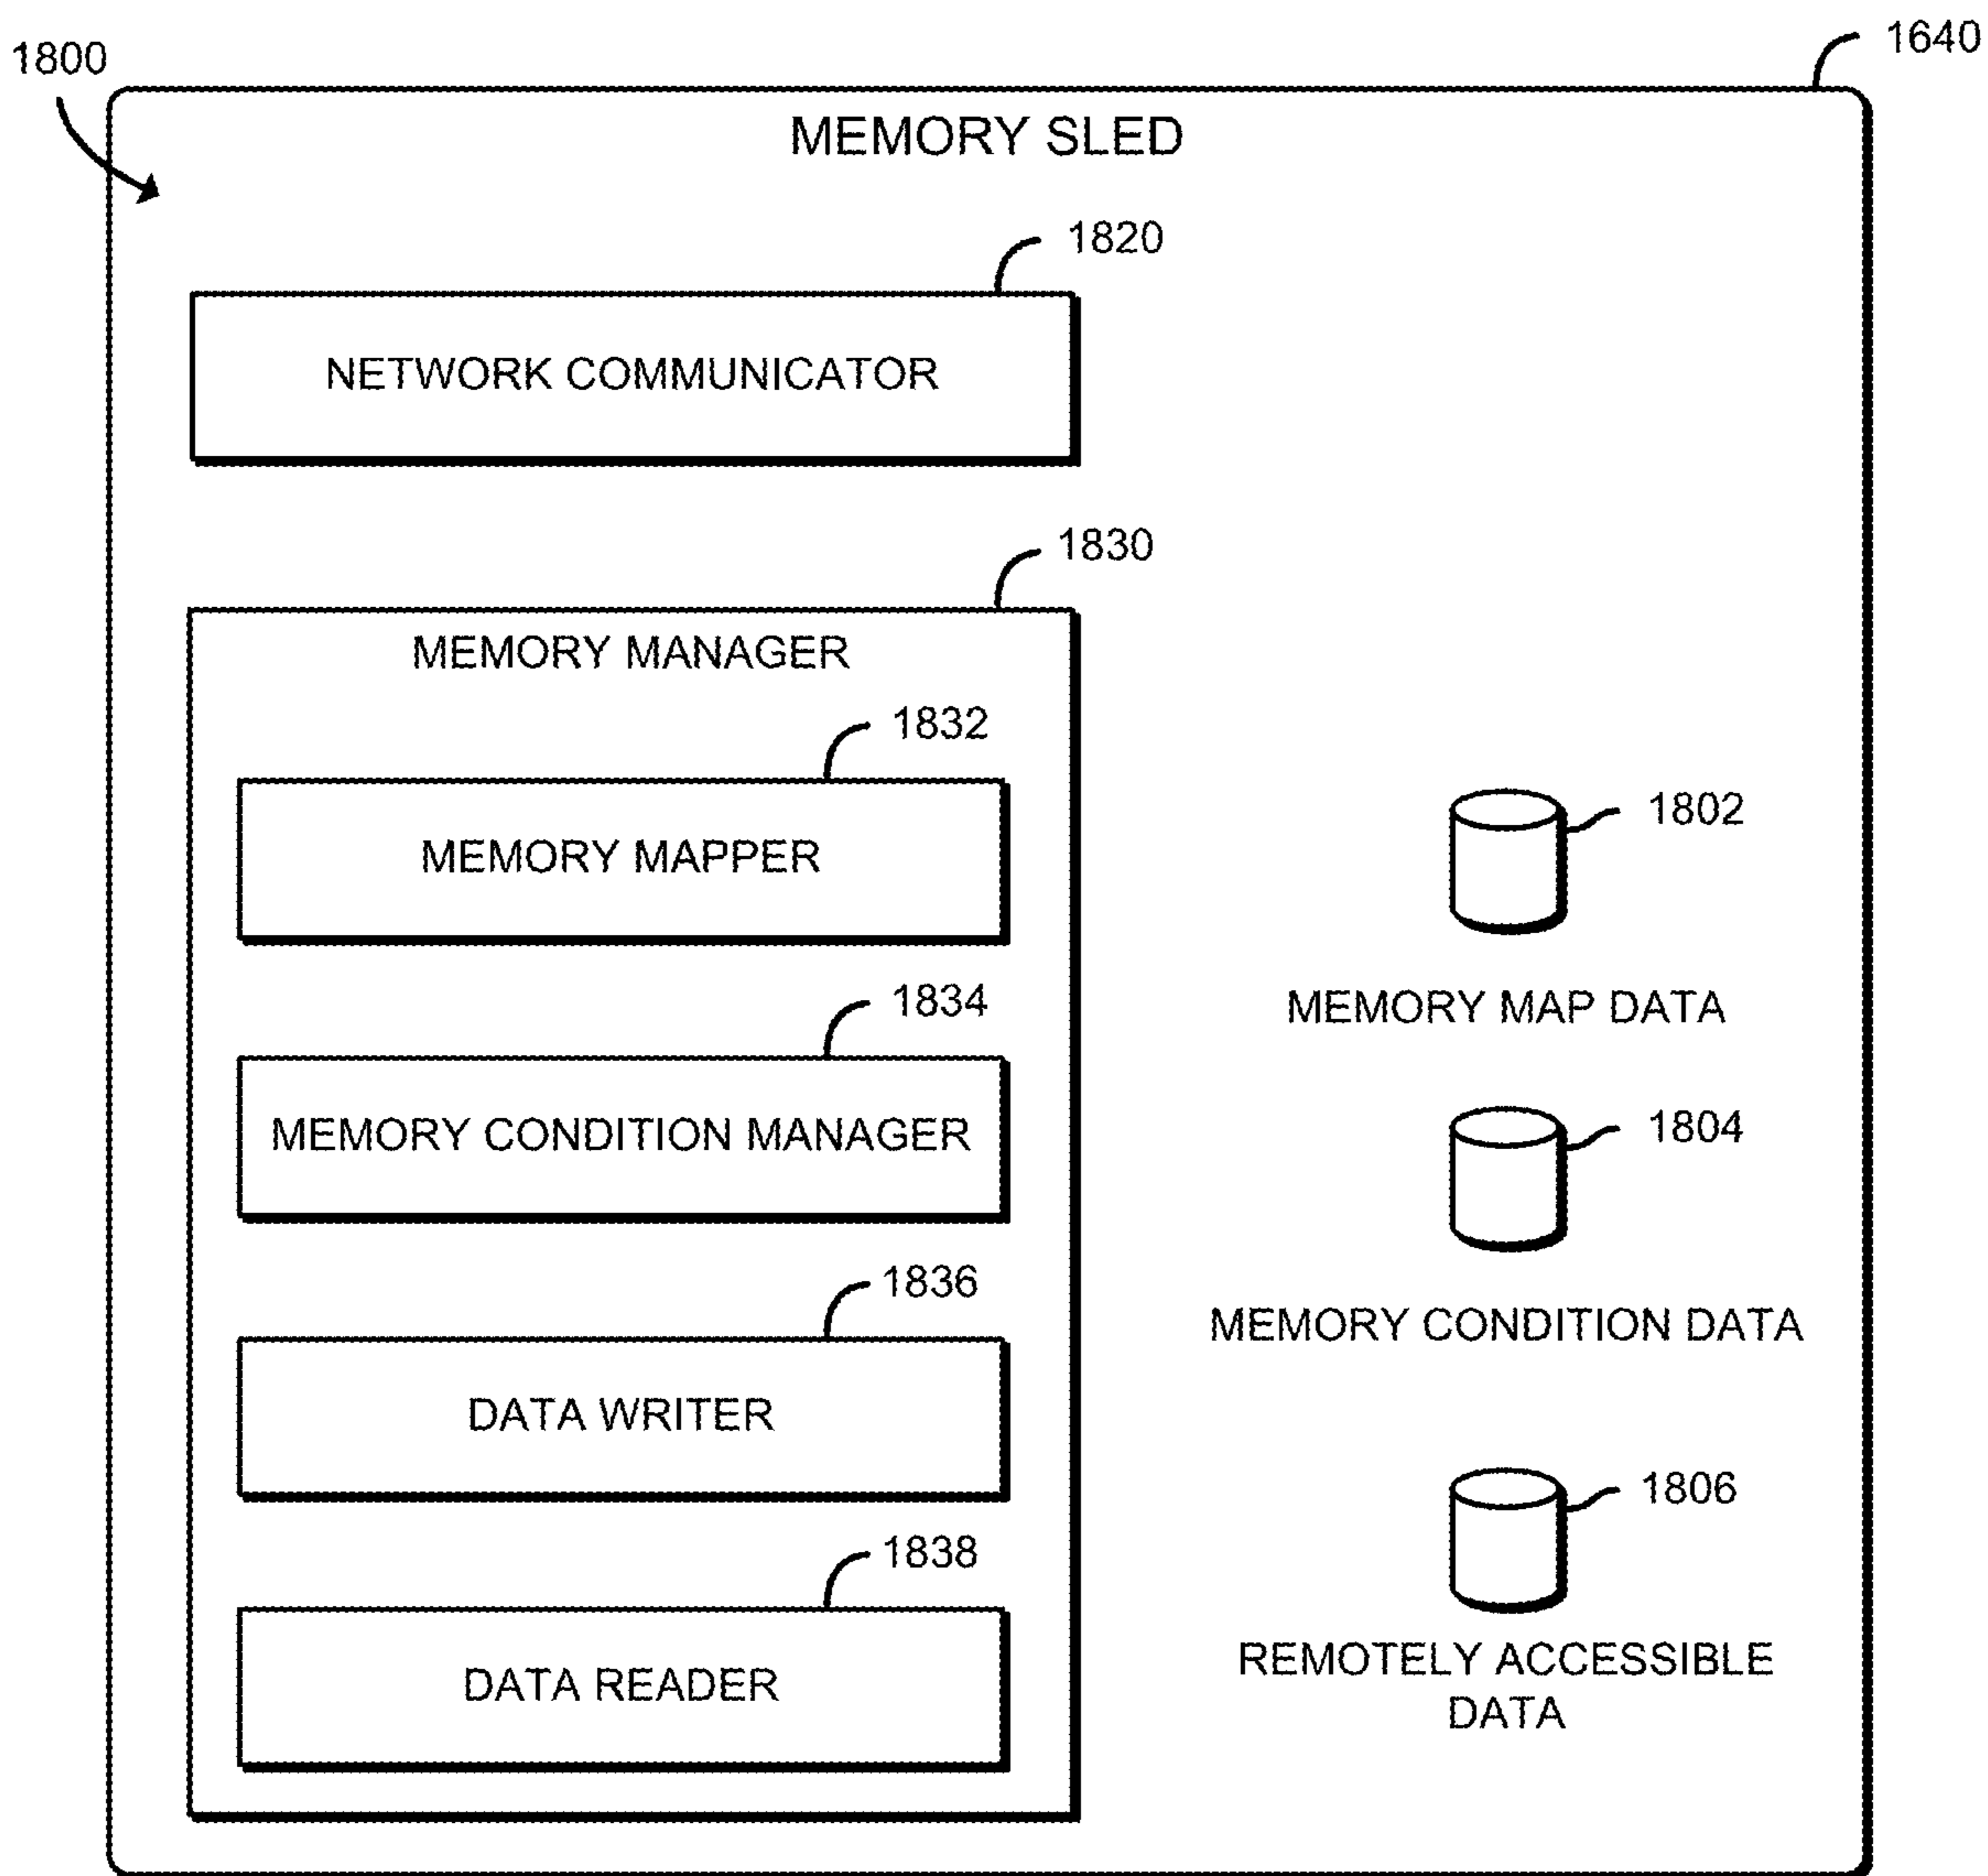 1640
1800
MEMORY SLED
1820
NETWORK COMMUNICATOR
1830
MEMORY MANAGER
1832
MEMORY MAPPER
1834
MEMORY CONDITION MANAGER
1836
DATA WRITER
1838
DATA READER
1802
MEMORY MAP DATA
1804
MEMORY CONDITION DATA
1806
REMOTELY ACCESSIBLE
DATA